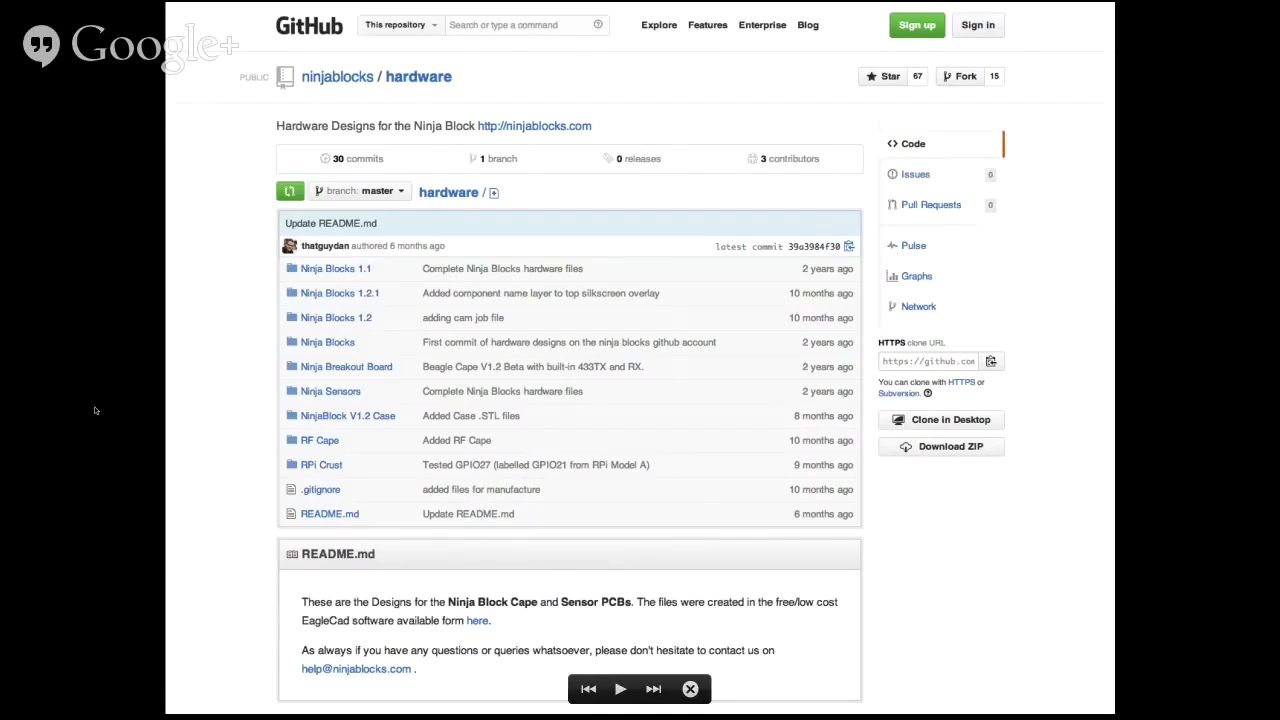 Google+
GitHub This repository Search or type a command Explore Features Enterprise Blog Sign up Sign in
PUBLIC ninjablocks / hardware Star 67 Fork 15
Hardware Designs for the Ninja Block http://ninjablocks.com
30 commits 1 branch 0 releases 3 contributors
branch: master hardware /
Update README.md
thatguydan authored 6 months ago latest commit 39a3984f30
Ninja Blocks 1.1 Complete Ninja Blocks hardware files 2 years ago
Ninja Blocks 1.2.1 Added component name layer to top silkscreen overlay 10 months ago
Ninja Blocks 1.2 adding cam job file 10 months ago
Ninja Blocks First commit of hardware designs on the ninja blocks github account 2 years ago
Ninja Breakout Board Beagle Cape V1.2 Beta with built-in 433TX and RX. 2 years ago
Ninja Sensors Complete Ninja Blocks hardware files 2 years ago
NinjaBlock V1.2 Case Added Case .STL files 8 months ago
RF Cape Added RF Cape 10 months ago
RPi Crust Tested GPIO27 (labelled GPIO21 from RPi Model A) 9 months ago
.gitignore added files for manufacture 10 months ago
README.md Update README.md 6 months ago
README.md
These are the Designs for the Ninja Block Cape and Sensor PCBs. The files were created in the free/low cost
EagleCad software available form here.
As always if you have any questions or queries whatsoever, please don't hesitate to contact us on
help@ninjablocks.com .
Code
Issues 0
Pull Requests 0
Pulse
Graphs
Network
HTTPS clone URL
https://github.com
You can clone with HTTPS or
Subversion.
Clone in Desktop
Download ZIP